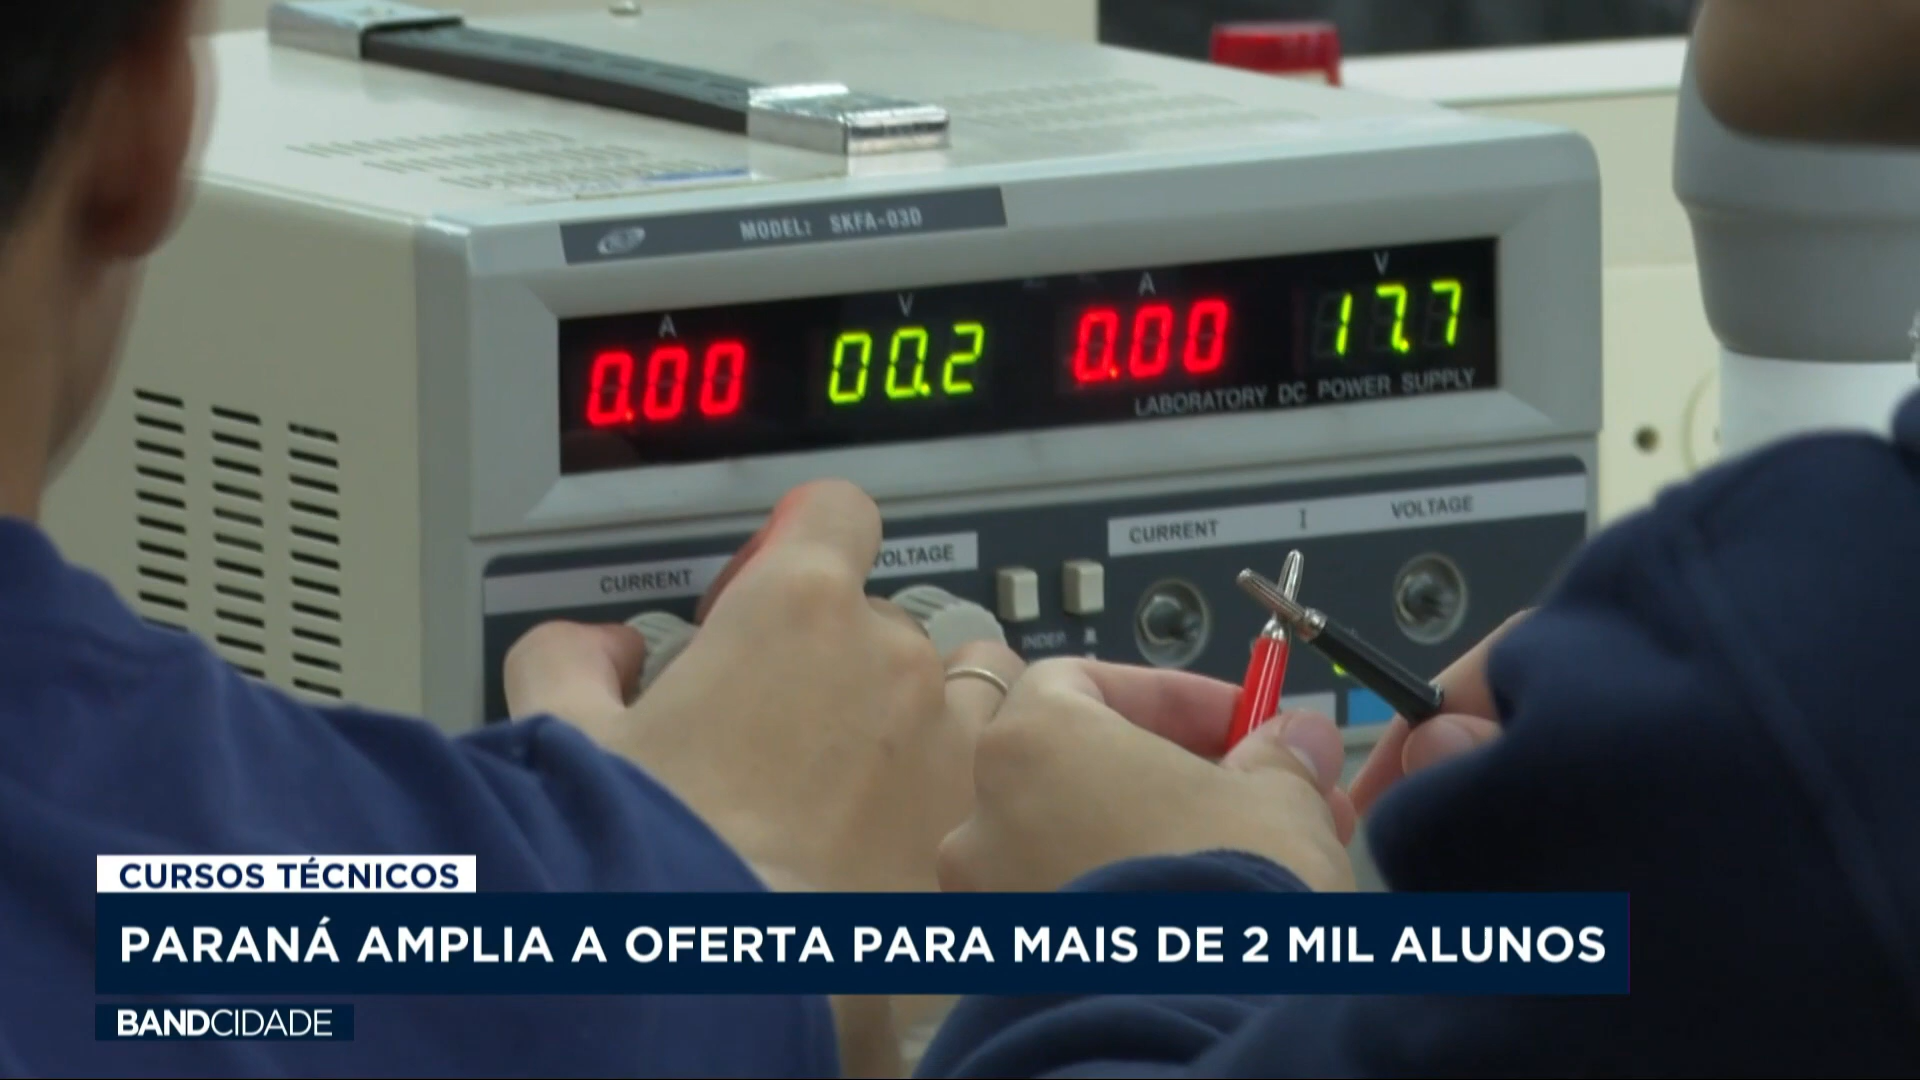 MODEL: SKFA-03D
A V A V
0.00 00.2 0.00 17.7
LABORATORY DC POWER SUPPLY
CURRENT VOLTAGE
CURRENT I VOLTAGE
INDEP.
CURSOS TÉCNICOS
PARANÁ AMPLIA A OFERTA PARA MAIS DE 2 MIL ALUNOS
BANDCIDADE